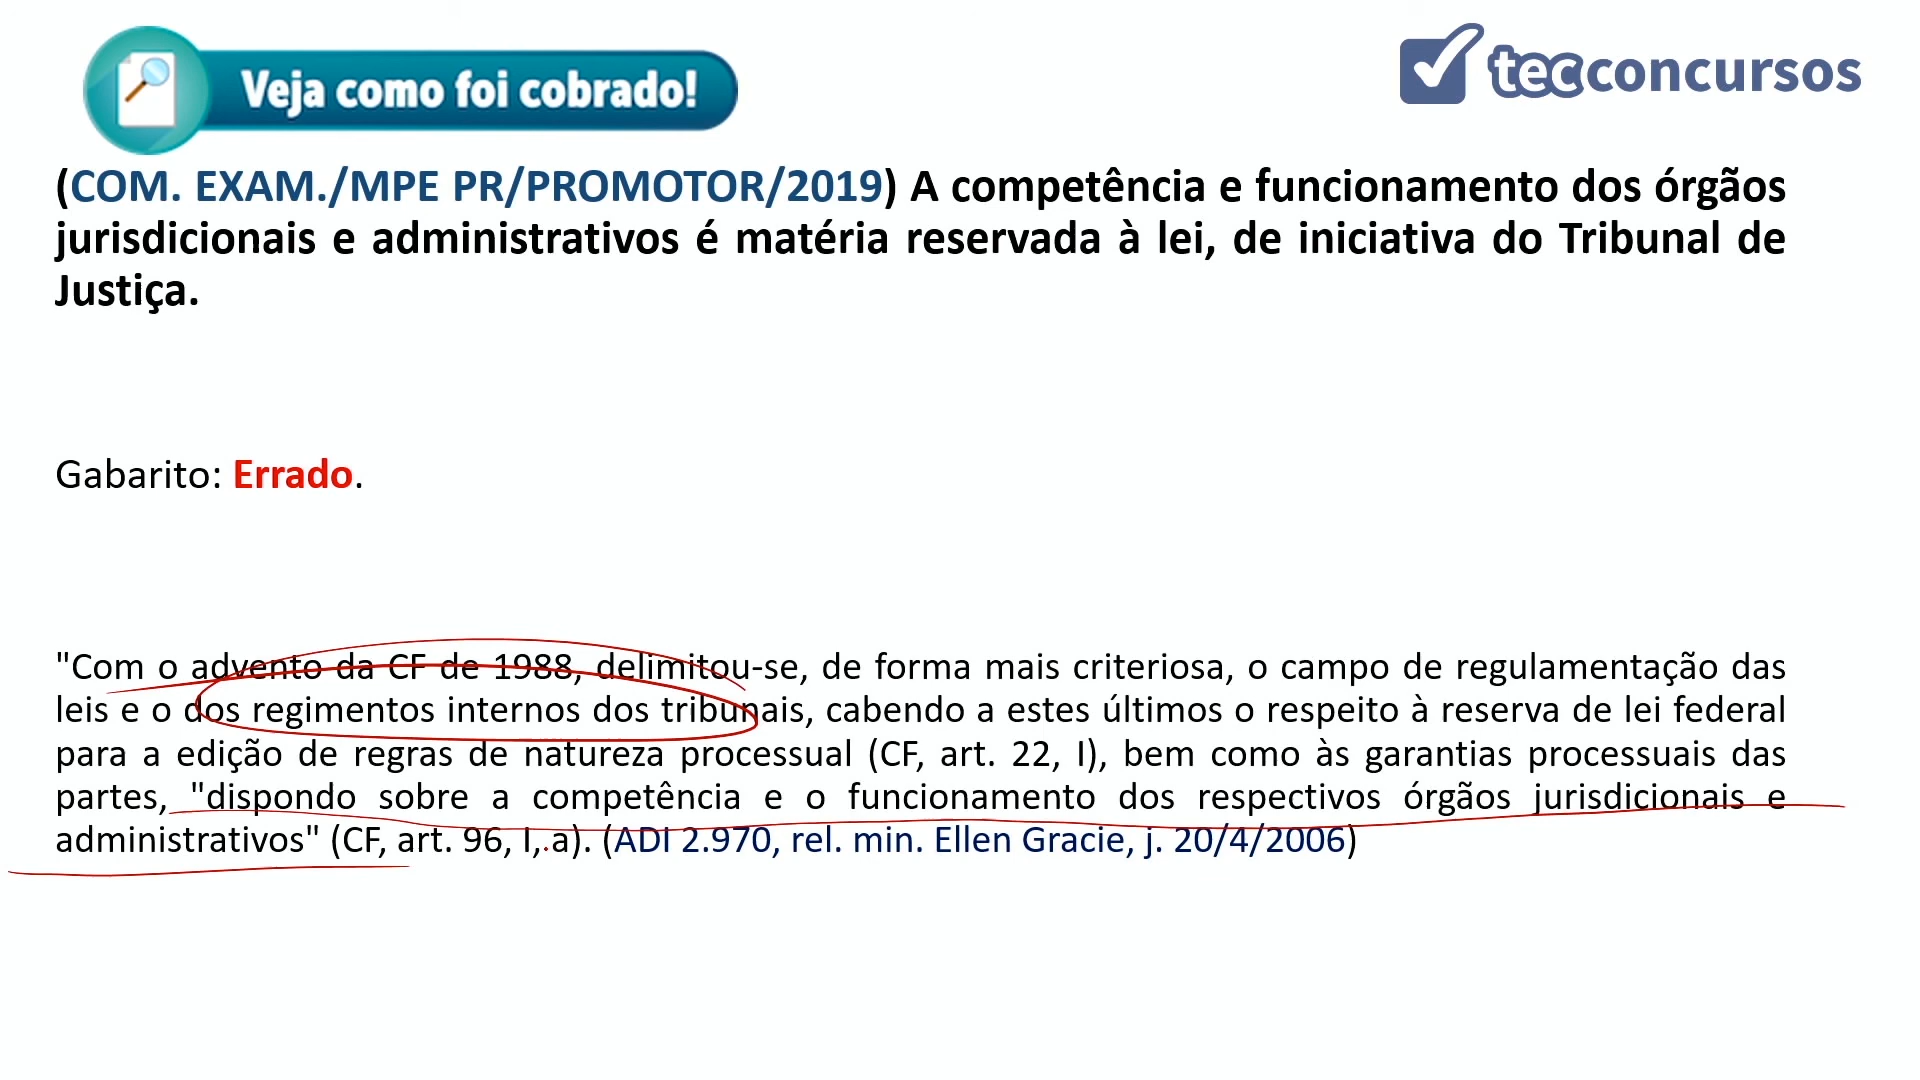 Veja como foi cobrado!
tecconcursos
(COM. EXAM./MPE PR/PROMOTOR/2019) A competência e funcionamento dos órgãos
jurisdicionais e administrativos é matéria reservada à lei, de iniciativa do Tribunal de
Justiça.
Gabarito: Errado.
"Com o advento da CF de 1988, delimitou-se, de forma mais criteriosa, o campo de regulamentação das
leis e o dos regimentos internos dos tribunais, cabendo a estes últimos o respeito à reserva de lei federal
para a edição de regras de natureza processual (CF, art. 22, I), bem como às garantias processuais das
partes, "dispondo sobre a competência e o funcionamento dos respectivos órgãos jurisdicionais e
administrativos" (CF, art. 96, I, a). (ADI 2.970, rel. min. Ellen Gracie, j. 20/4/2006)